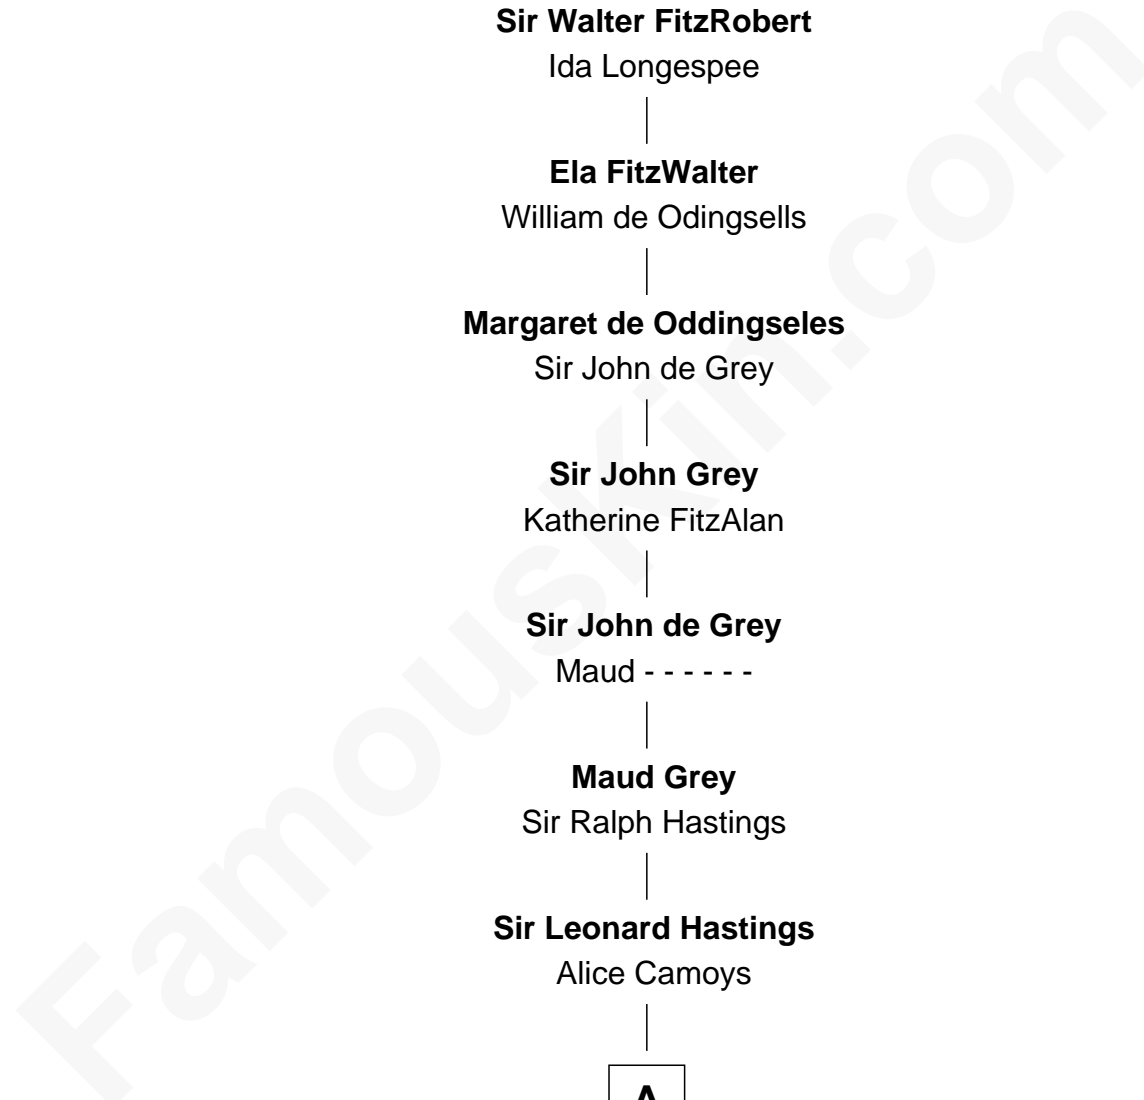 Sir Walter FitzRobert
Ida Longespee
Ela FitzWalter
William de Odingsells
Margaret de Oddingseles
Sir John de Grey
Sir John Grey
Katherine FitzAlan
Sir John de Grey
Maud - - - - - -
Maud Grey
Sir Ralph Hastings
Sir Leonard Hastings
Alice Camoys
A
FamousKin.com